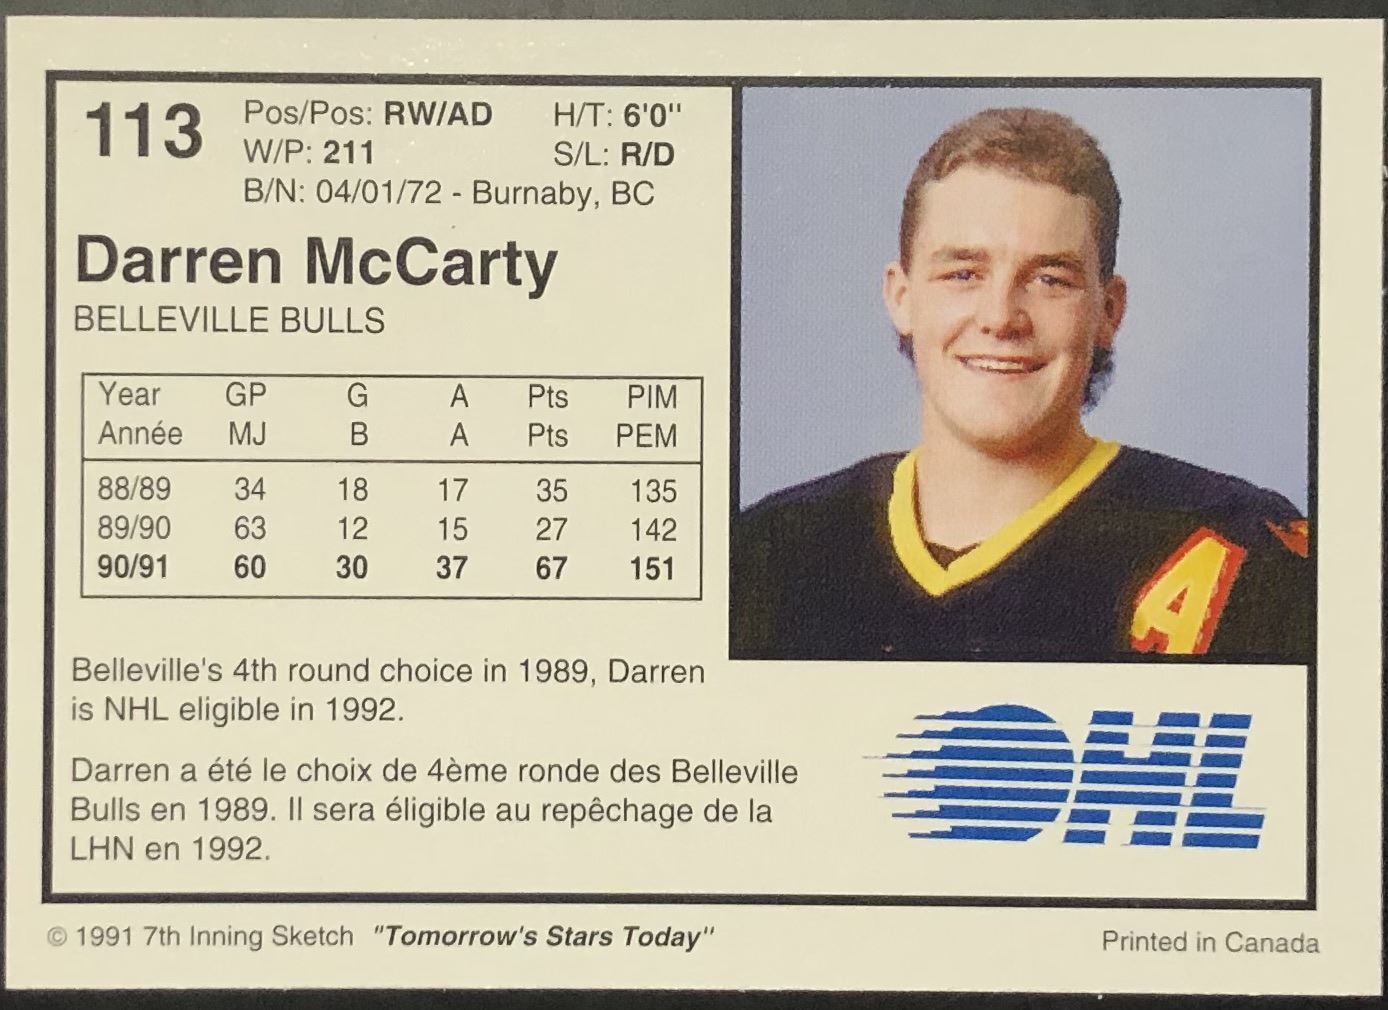 113
Pos/Pos: RW/AD H/T: 6'0"
W/P: 211 S/L: R/D
B/N: 04/01/72 - Burnaby, BC
Darren McCarty
BELLEVILLE BULLS
Year GP G A Pts PIM
Année MJ B A Pts PEM
88/89 34 18 17 35 135
89/90 63 12 15 27 142
90/91 60 30 37 67 151
A
Belleville's 4th round choice in 1989, Darren
is NHL eligible in 1992.
Darren a été le choix de 4ème ronde des Belleville
Bulls en 1989. Il sera éligible au repêchage de la
LHN en 1992.
OHL
© 1991 7th Inning Sketch "Tomorrow's Stars Today"
Printed in Canada